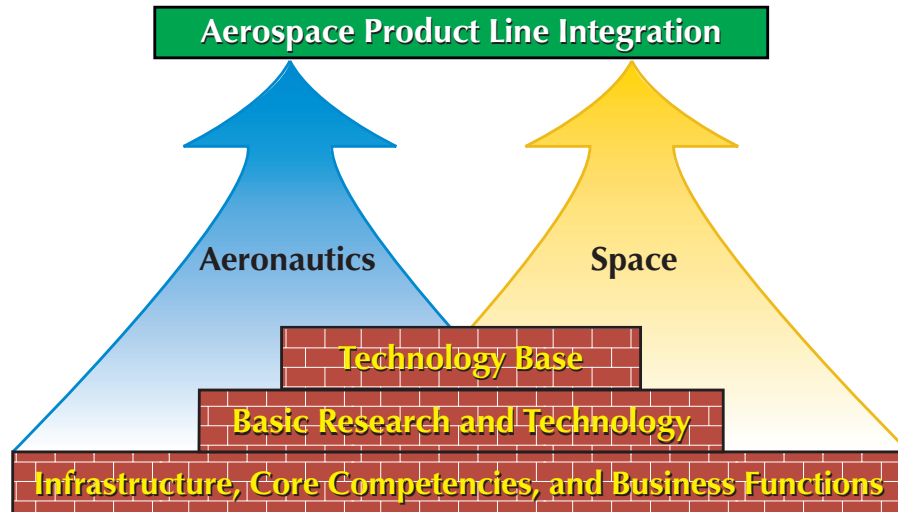 Aerospace Product Line Integration
Aeronautics
Space
Technology Base
Basic Research and Technology
Infrastructure, Core Competencies, and Business Functions